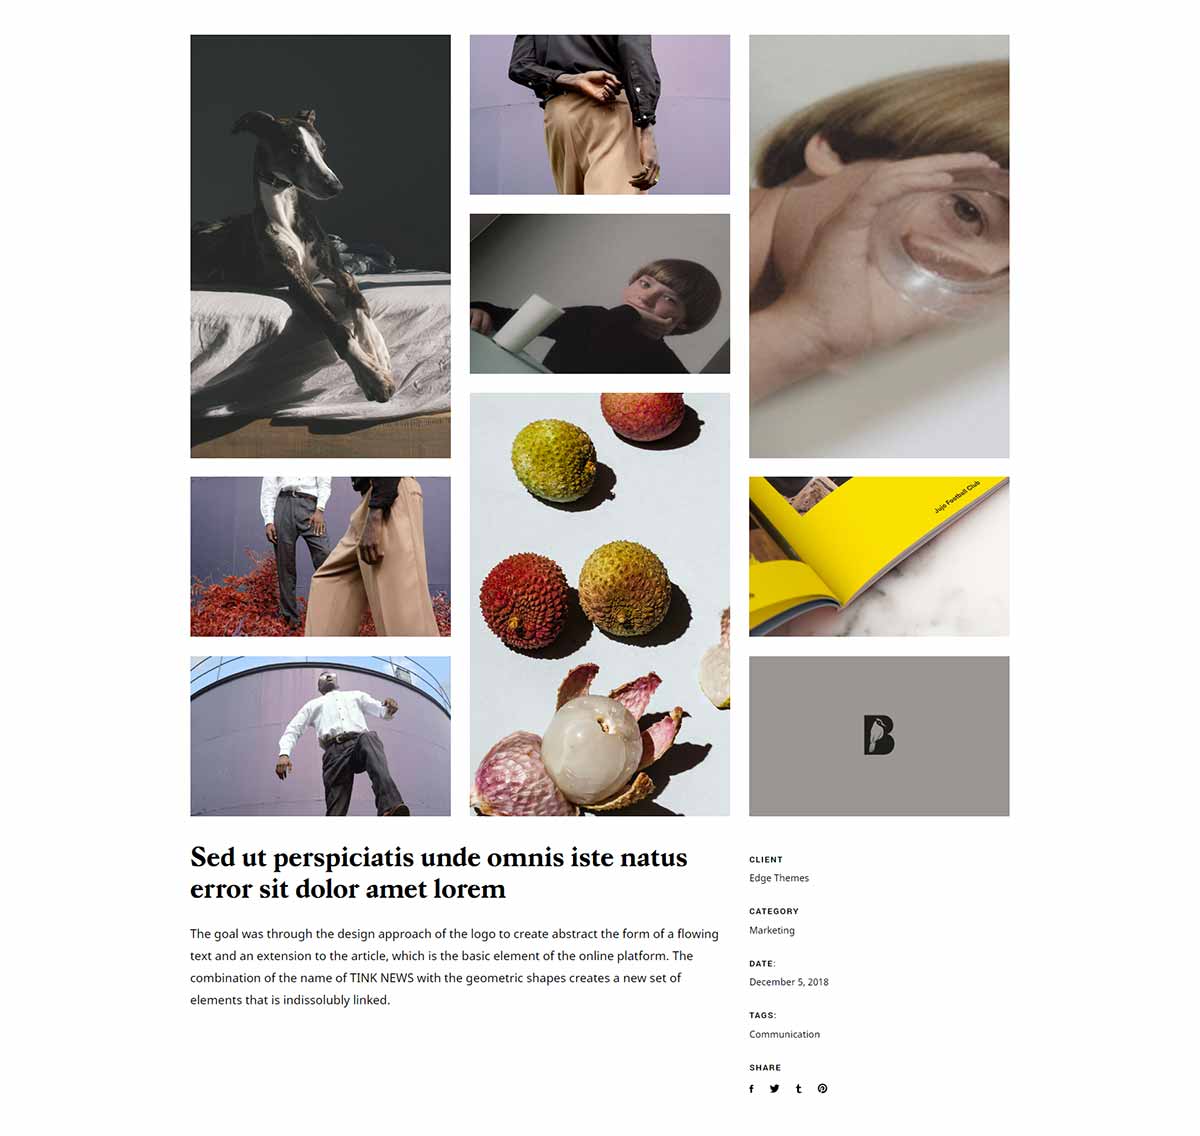 Jujo Football Club
B
Sed ut perspiciatis unde omnis iste natus
error sit dolor amet lorem
The goal was through the design approach of the logo to create abstract the form of a flowing
text and an extension to the article, which is the basic element of the online platform. The
combination of the name of TINK NEWS with the geometric shapes creates a new set of
elements that is indissolubly linked.
CLIENT
Edge Themes
CATEGORY
Marketing
DATE:
December 5, 2018
TAGS:
Communication
SHARE